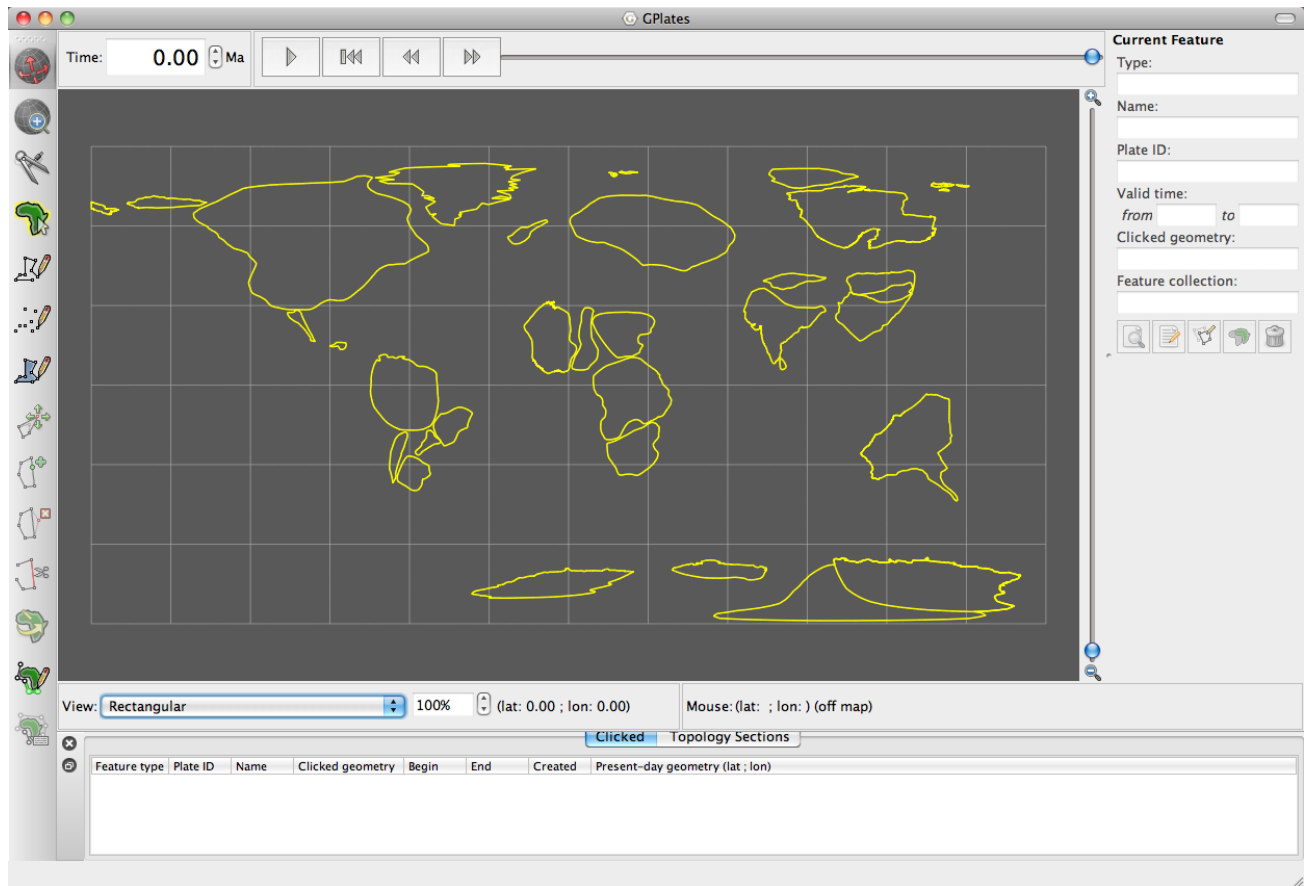 GPlates
Time: 0.00 Ma
Current Feature
Type:
Name:
Plate ID:
Valid time:
from to
Clicked geometry:
Feature collection:
View: Rectangular 100% (lat: 0.00 ; lon: 0.00) Mouse: (lat: ; lon: ) (off map)
Clicked Topology Sections
Feature type Plate ID Name Clicked geometry Begin End Created Present-day geometry (lat ; lon)